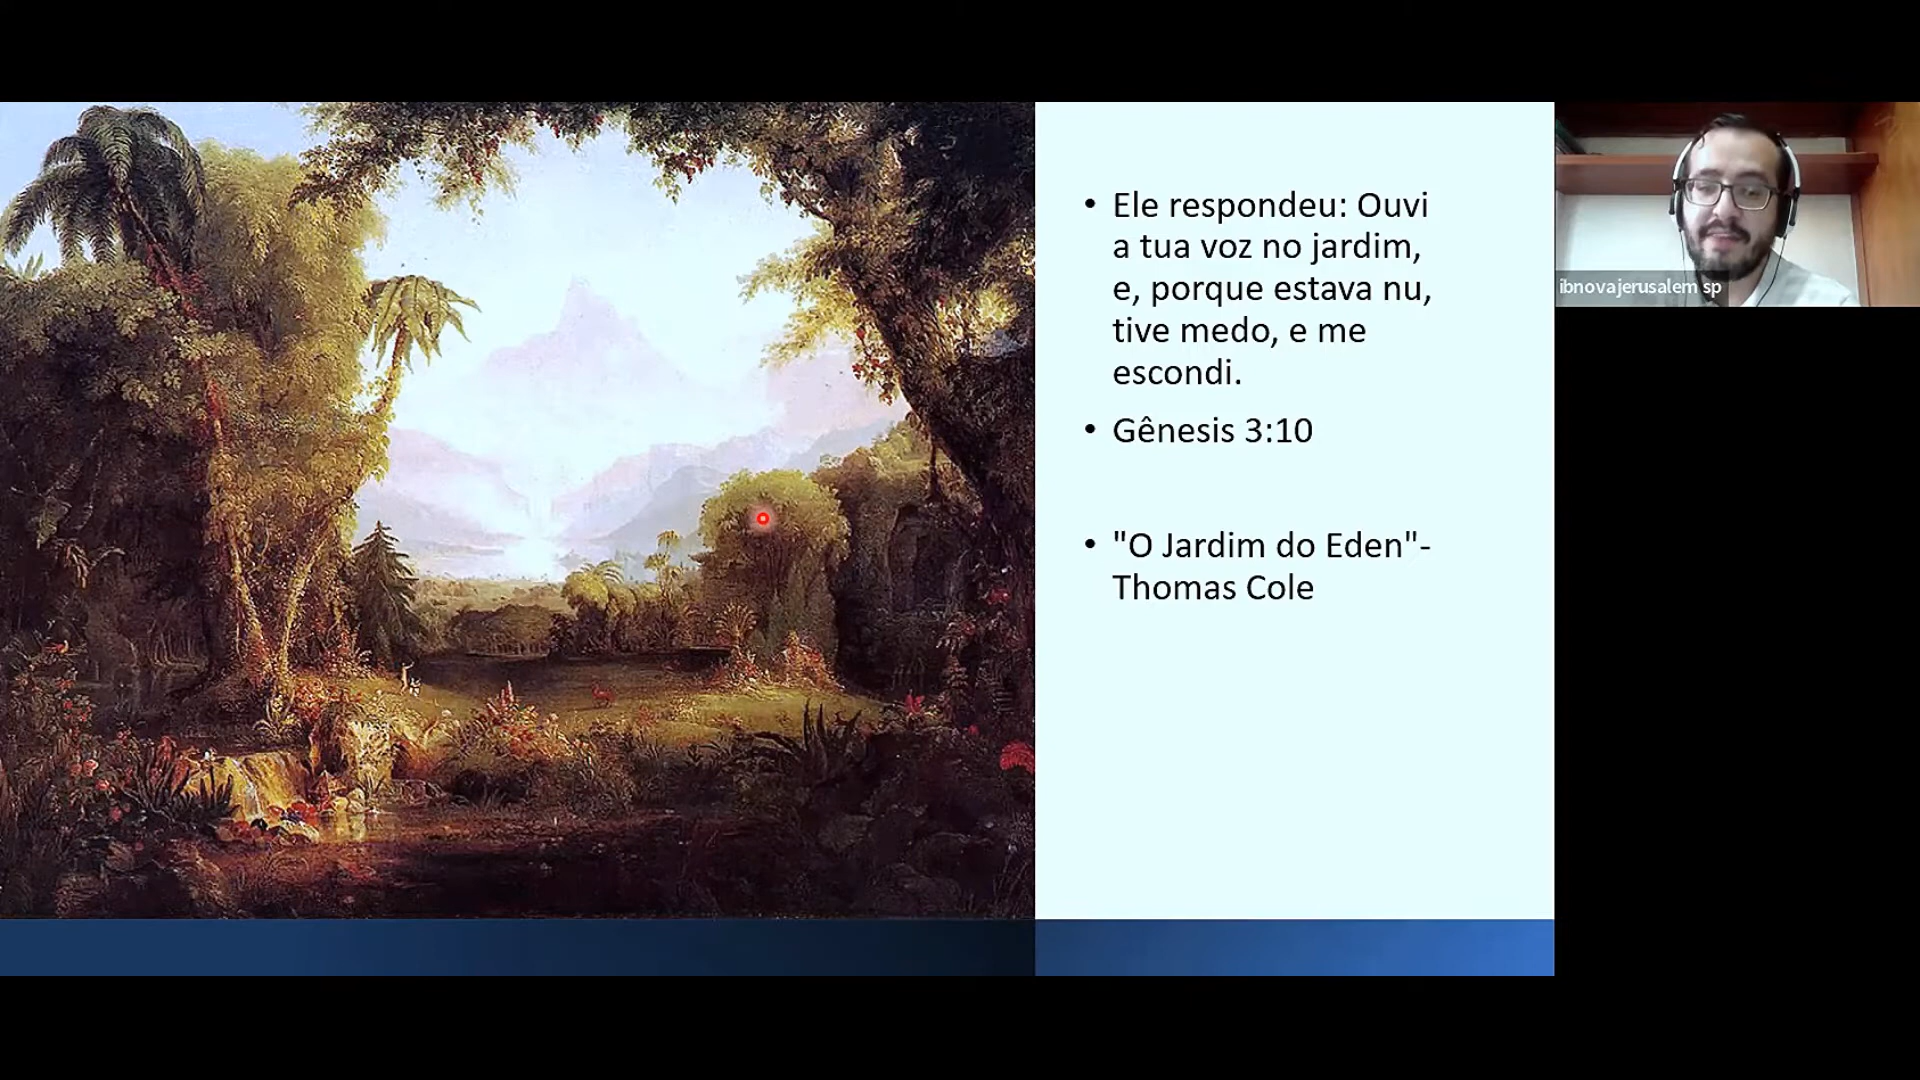 • Ele respondeu: Ouvi
a tua voz no jardim,
e, porque estava nu,
tive medo, e me
escondi.
• Gênesis 3:10
• "O Jardim do Eden"-
Thomas Cole
ibnovajerusalem sp